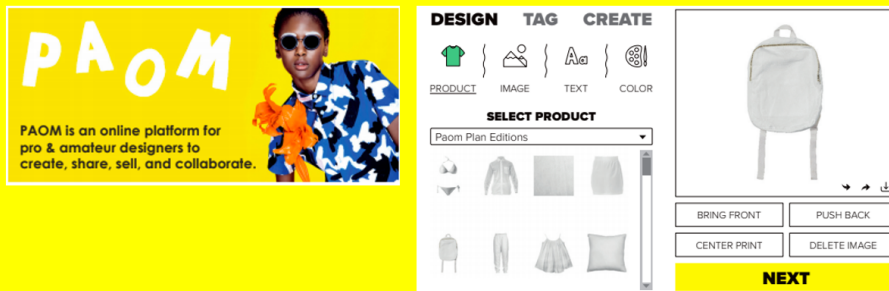 PAOM
PAOM is an online platform for
pro & amateur designers to
create, share, sell, and collaborate.
DESIGN TAG CREATE
Aa
PRODUCT IMAGE TEXT COLOR
SELECT PRODUCT
Paom Plan Editions
BRING FRONT PUSH BACK
CENTER PRINT DELETE IMAGE
NEXT